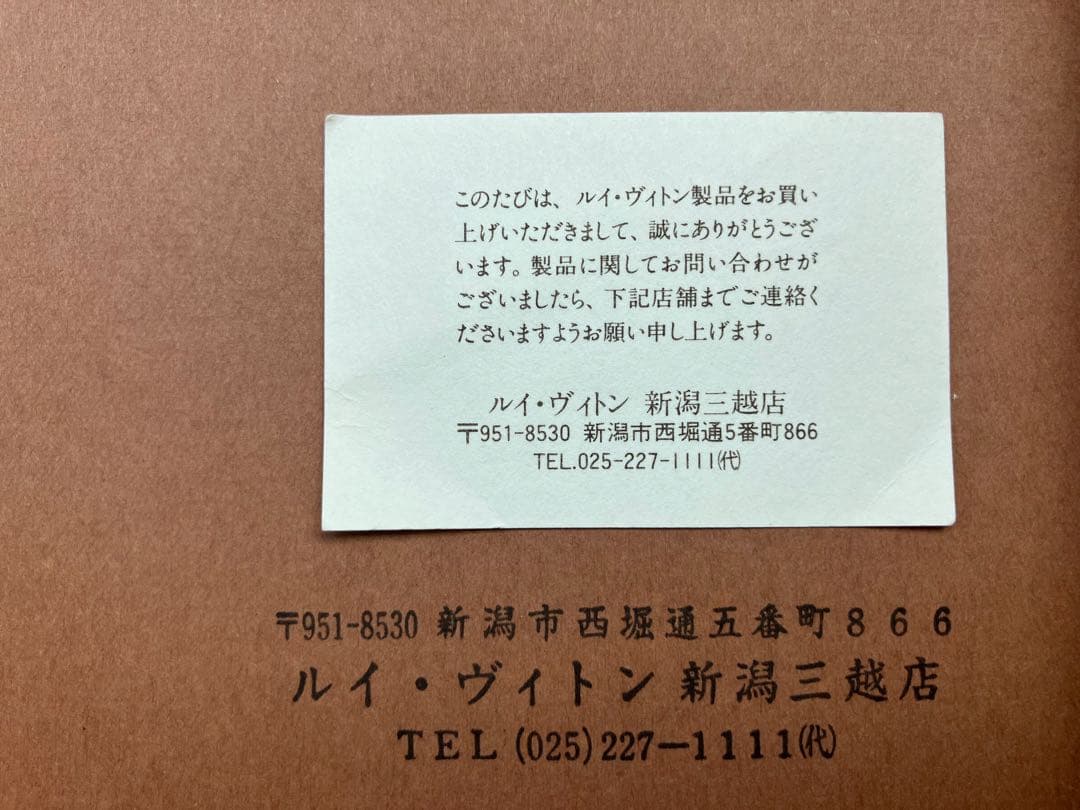 このたびは、ルイ・ヴィトン製品をお買い
上げいただきまして、誠にありがとうござ
います。製品に関してお問い合わせが
ございましたら、下記店舗までご連絡く
ださいますようお願い申し上げます。
ルイ・ヴィトン 新潟三越店
〒951-8530 新潟市西堀通5番町866
TEL.025-227-1111㈹
〒951-8530 新潟市西堀通五番町８６６
ルイ・ヴィトン 新潟三越店
TEL (025) 227―1111㈹